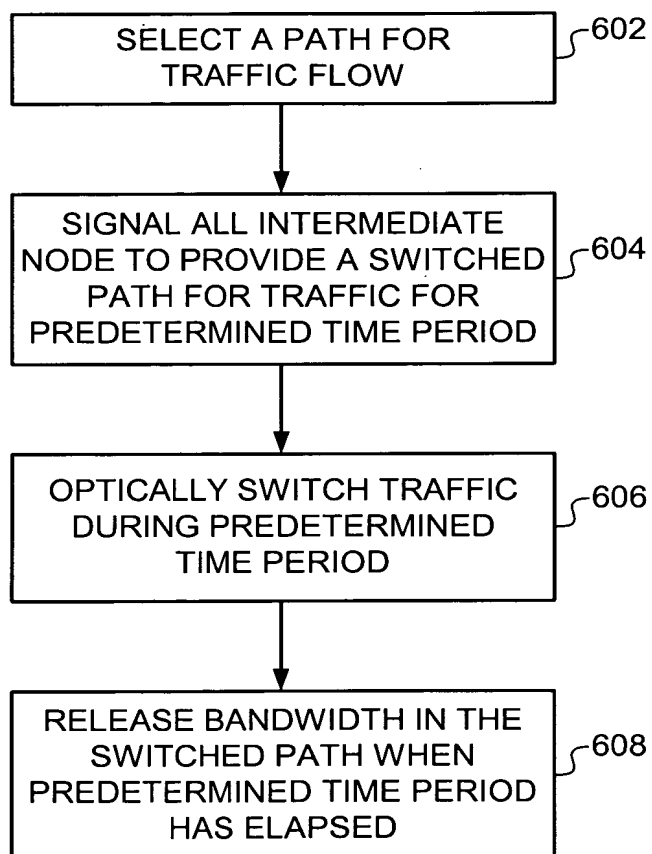 SELECT A PATH FOR
TRAFFIC FLOW
602
SIGNAL ALL INTERMEDIATE
NODE TO PROVIDE A SWITCHED
PATH FOR TRAFFIC FOR
PREDETERMINED TIME PERIOD
604
OPTICALLY SWITCH TRAFFIC
DURING PREDETERMINED
TIME PERIOD
606
RELEASE BANDWIDTH IN THE
SWITCHED PATH WHEN
PREDETERMINED TIME PERIOD
HAS ELAPSED
608